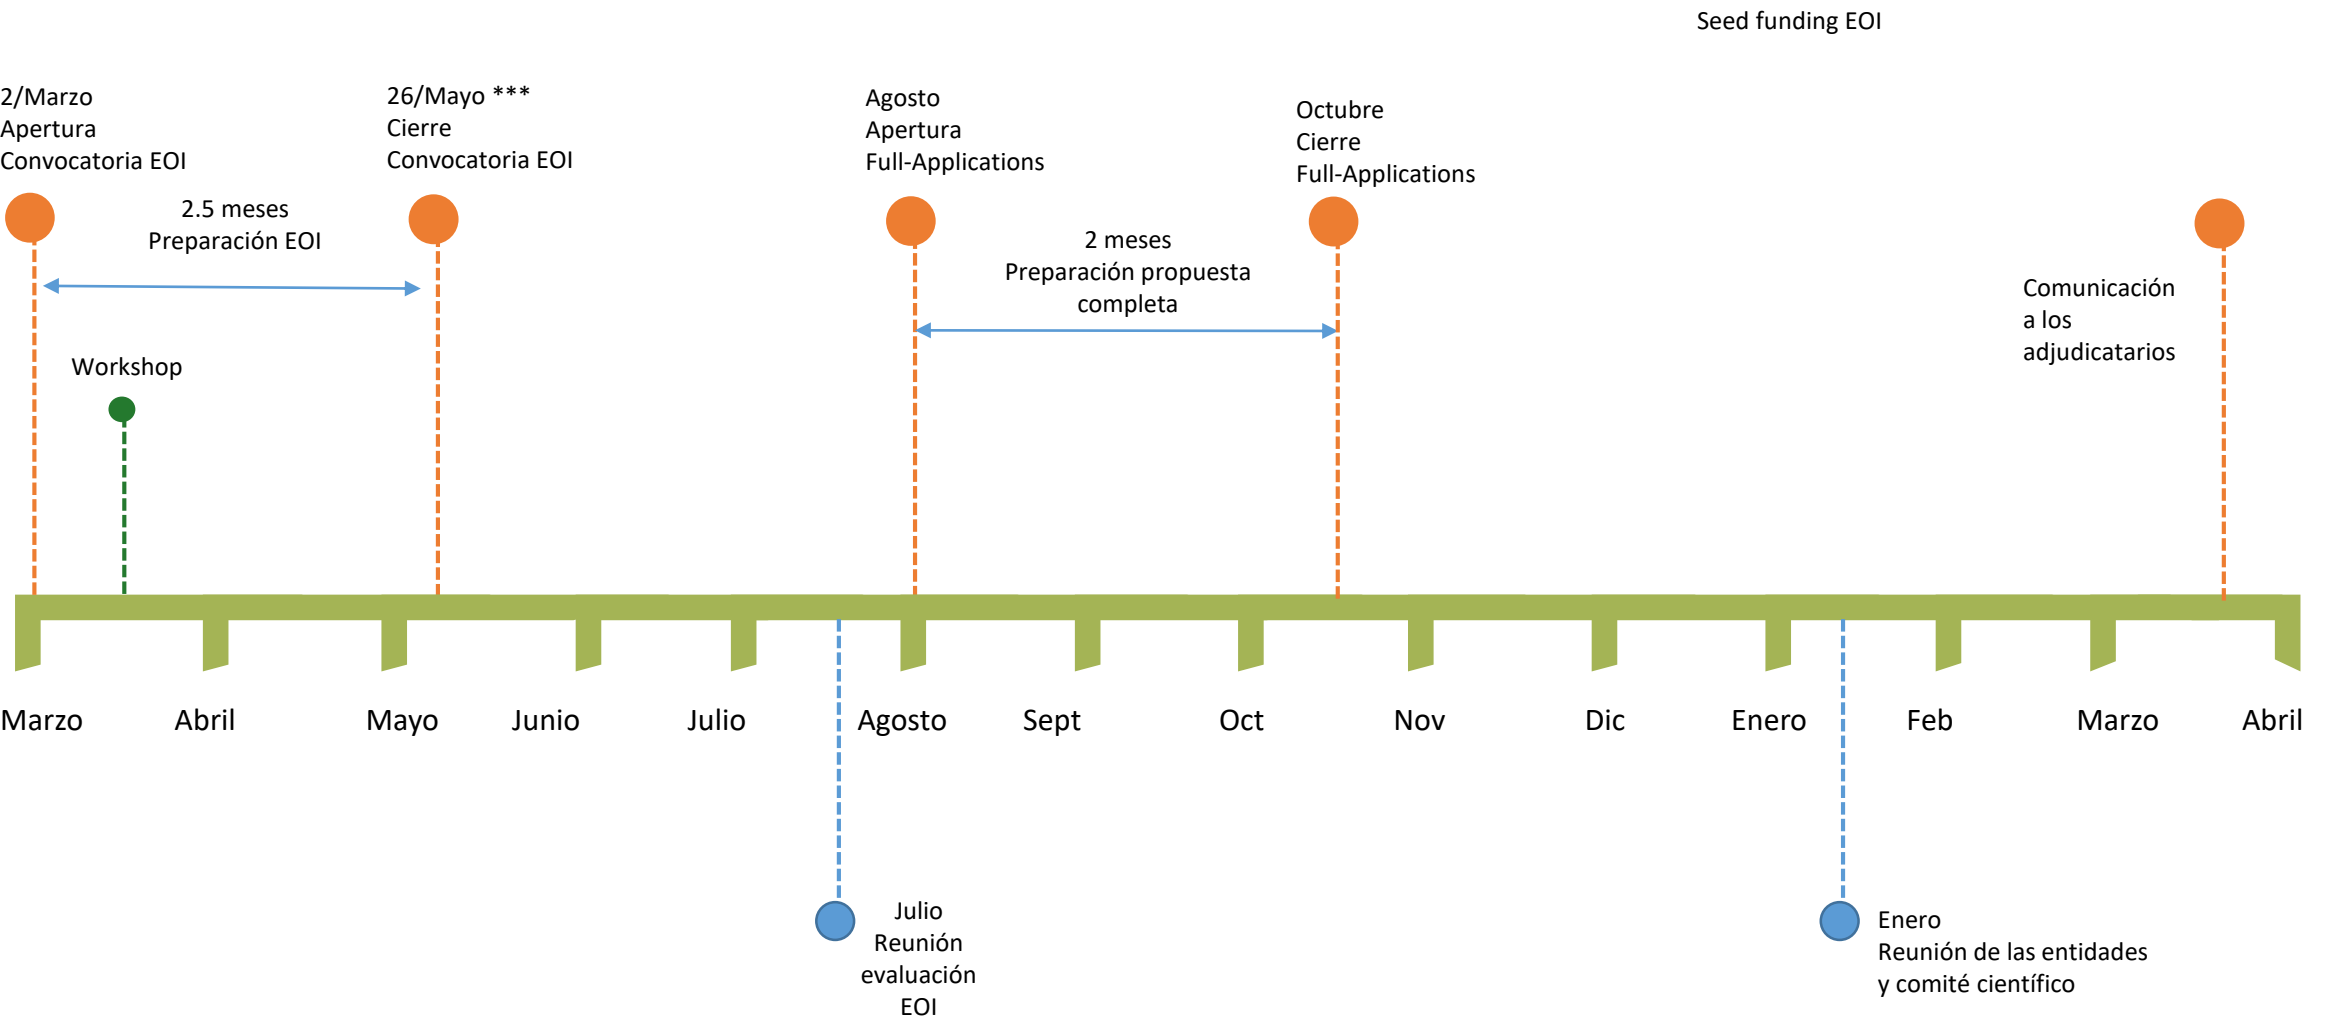 Seed funding EOI
2/Marzo
Apertura
Convocatoria EOI
26/Mayo ***
Cierre
Convocatoria EOI
Agosto
Apertura
Full-Applications
Octubre
Cierre
Full-Applications
2.5 meses
Preparación EOI
2 meses
Preparación propuesta
completa
Comunicación
a los
adjudicatarios
Workshop
Marzo
Abril
Mayo
Junio
Julio
Agosto
Sept
Oct
Nov
Dic
Enero
Feb
Marzo
Abril
Julio
Reunión
evaluación
EOI
Enero
Reunión de las entidades
y comité científico